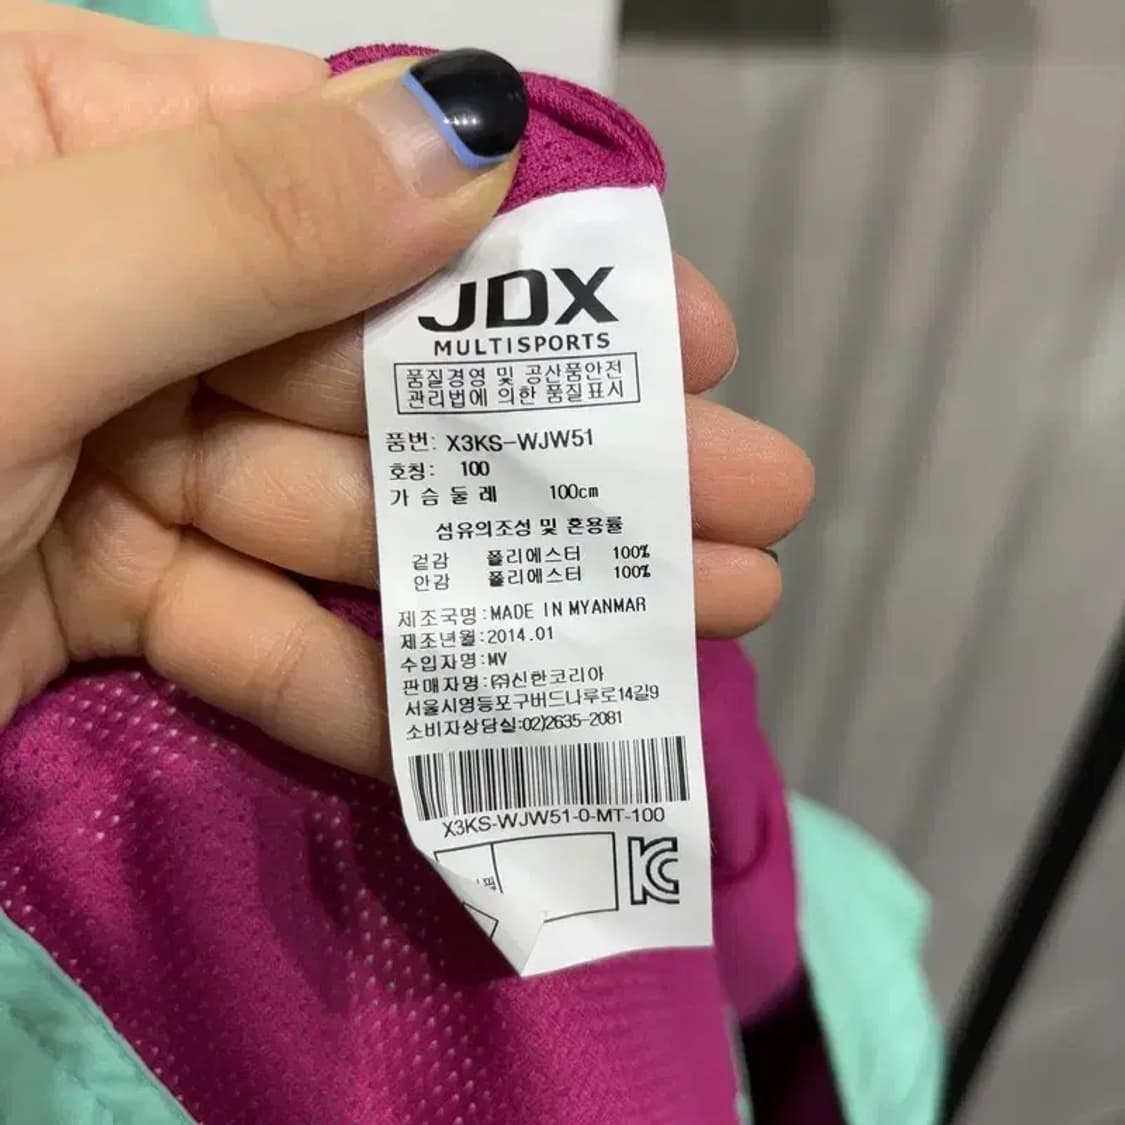 JDX
MULTISPORTS
품질경영 및 공산품안전
관리법에 의한 품질표시
품번: X3KS-WJW51
호칭: 100
가 슴 둘 레 100cm
섬유의조성 및 혼용률
겉감 폴리에스터 100%
안감 폴리에스터 100%
제조국명:MADE IN MYANMAR
제조년월:2014.01
수입자명:MV
판매자명:㈜신한코리아
서울시영등포구버드나루로14길9
소비자상담실:02)2635-2081
X3KS-WJW51-0-MT-100
KC